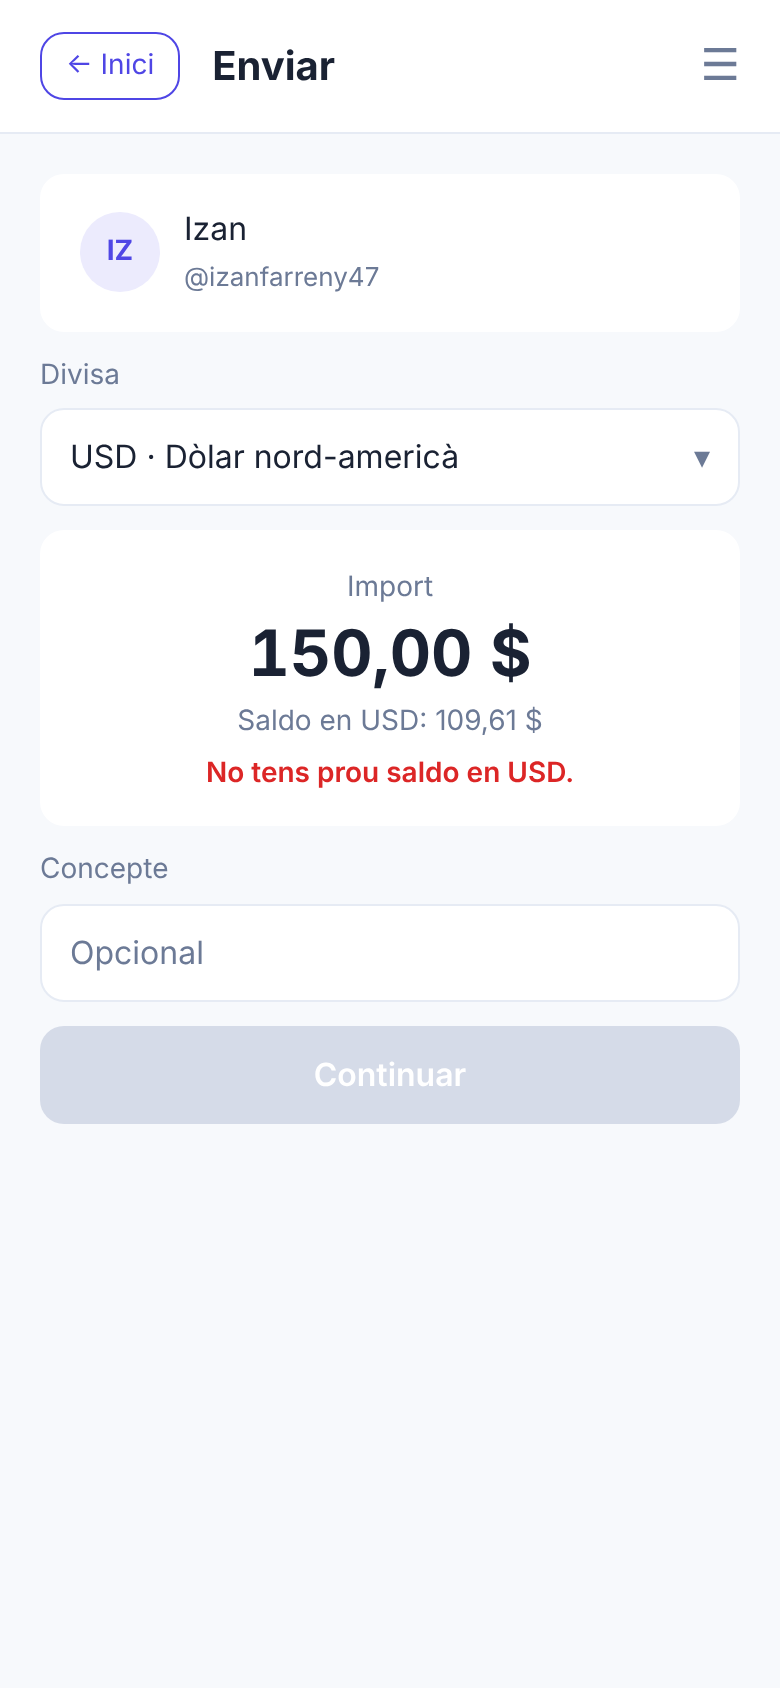 ← Inici
Enviar
☰
IZ
Izan
@izanfarreny47
Divisa
USD · Dòlar nord-americà ▼
Import
150,00 $
Saldo en USD: 109,61 $
No tens prou saldo en USD.
Concepte
Opcional
Continuar